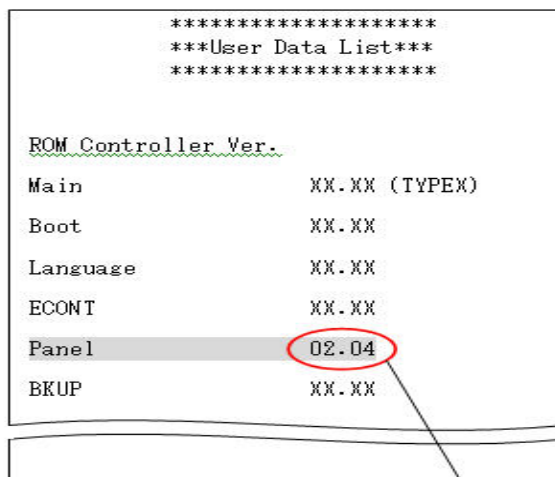 *********************
***User Data List***
*********************
ROM Controller Ver.
Main XX.XX (TYPEX)
Boot XX.XX
Language XX.XX
ECONT XX.XX
Panel 02.04
BKUP XX.XX